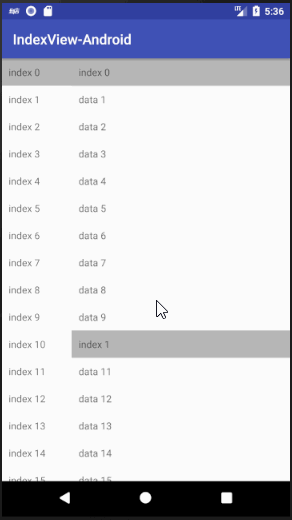 5:36
IndexView-Android
index 0 index 0
index 1 data 1
index 2 data 2
index 3 data 3
index 4 data 4
index 5 data 5
index 6 data 6
index 7 data 7
index 8 data 8
index 9 data 9
index 10 index 1
index 11 data 11
index 12 data 12
index 13 data 13
index 14 data 14
index 15 data 15